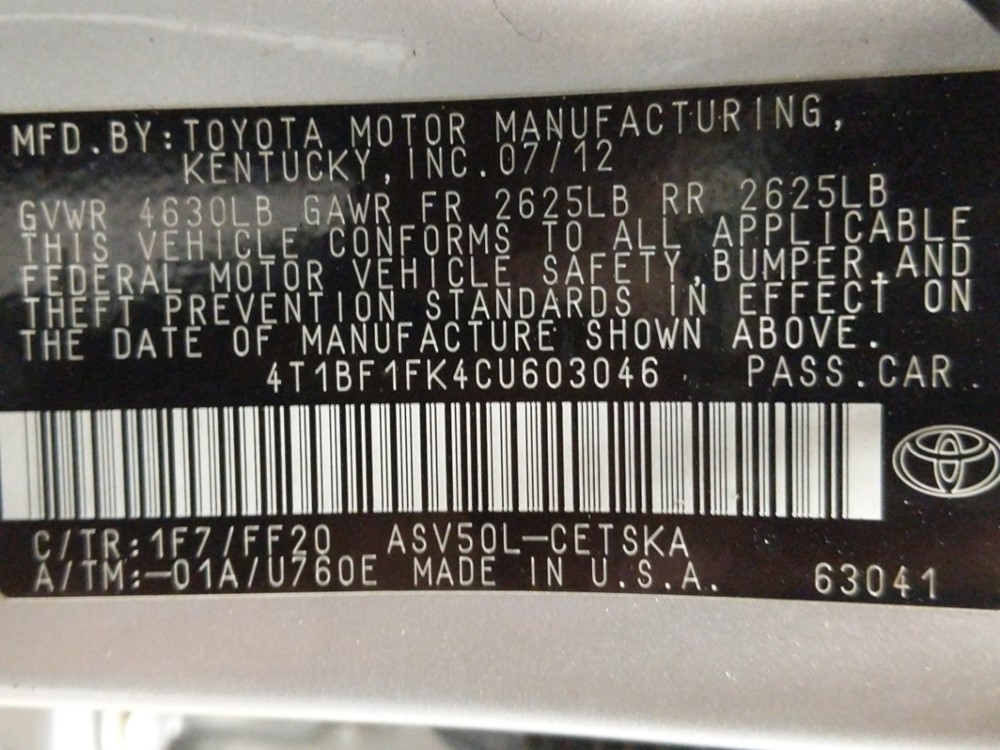 MFD.BY:TOYOTA MOTOR MANUFACTURING,
KENTUCKY,INC.07/12
GVWR 4630LB GAWR FR 2625LB RR 2625LB
THIS VEHICLE CONFORMS TO ALL APPLICABLE
FEDERAL MOTOR VEHICLE SAFETY,BUMPER,AND
THEFT PREVENTION STANDARDS IN EFFECT ON
THE DATE OF MANUFACTURE SHOWN ABOVE.
4T1BF1FK4CU603046 PASS.CAR
C/TR:1F7/FF20 ASV50L-CETSKA
A/TM:-01A/U760E MADE IN U.S.A. 63041